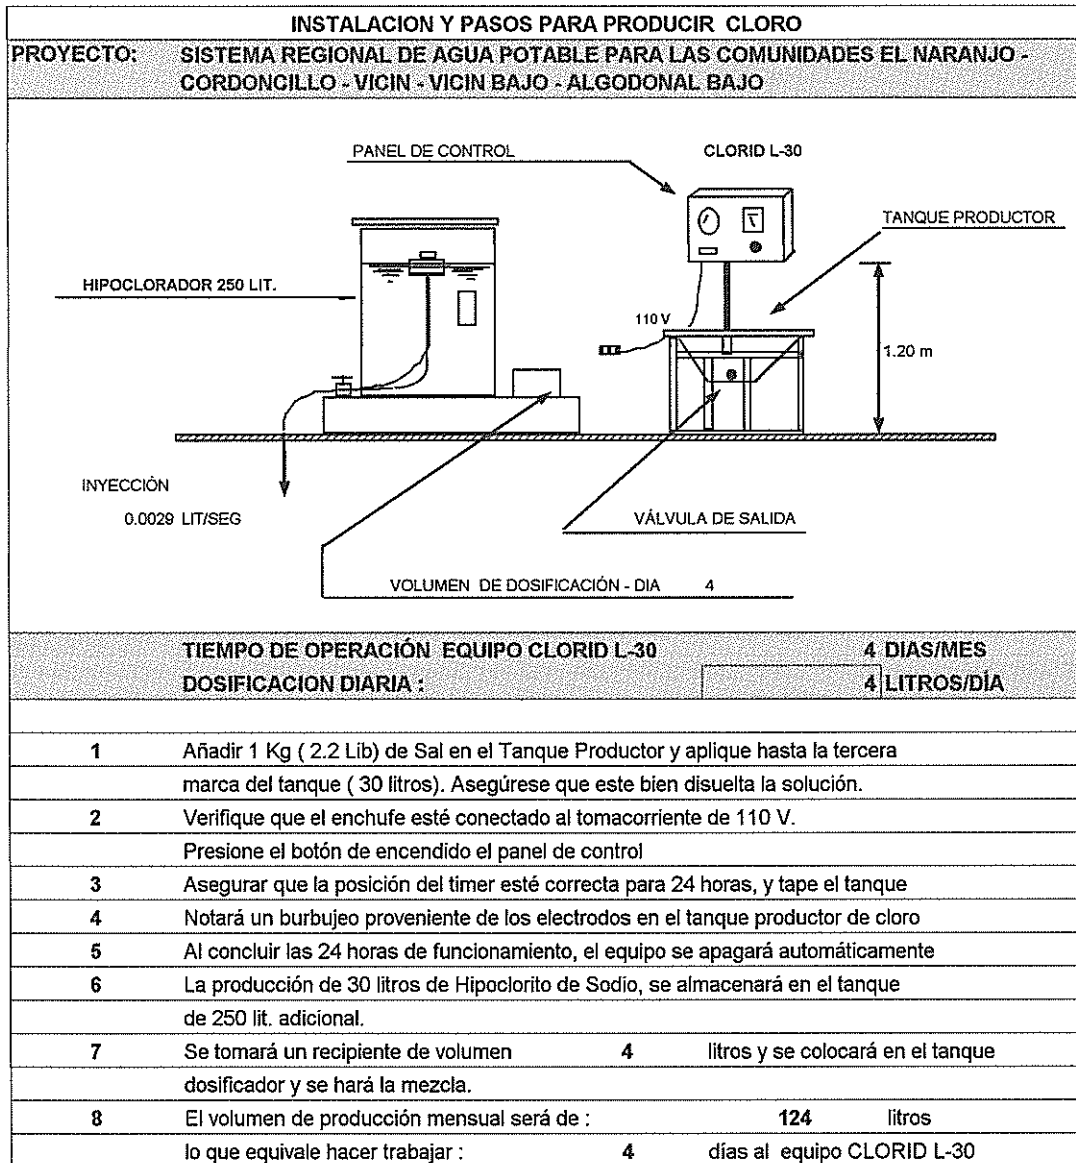 INSTALACION Y PASOS PARA PRODUCIR CLORO
PROYECTO: SISTEMA REGIONAL DE AGUA POTABLE PARA LAS COMUNIDADES EL NARANJO -
CORDONCILLO - VICIN - VICIN BAJO - ALGODONAL BAJO
PANEL DE CONTROL
CLORID L-30
TANQUE PRODUCTOR
HIPOCLORADOR 250 LIT.
110 V
1.20 m
INYECCIÓN
0.0029 LIT/SEG
VÁLVULA DE SALIDA
VOLUMEN DE DOSIFICACIÓN - DIA 4
TIEMPO DE OPERACIÓN EQUIPO CLORID L-30 4 DIAS/MES
DOSIFICACION DIARIA : 4 LITROS/DÍA
1 Añadir 1 Kg ( 2.2 Lib) de Sal en el Tanque Productor y aplique hasta la tercera
marca del tanque ( 30 litros). Asegúrese que este bien disuelta la solución.
2 Verifique que el enchufe esté conectado al tomacorriente de 110 V.
Presione el botón de encendido el panel de control
3 Asegurar que la posición del timer esté correcta para 24 horas, y tape el tanque
4 Notará un burbujeo proveniente de los electrodos en el tanque productor de cloro
5 Al concluir las 24 horas de funcionamiento, el equipo se apagará automáticamente
6 La producción de 30 litros de Hipoclorito de Sodio, se almacenará en el tanque
de 250 lit. adicional.
7 Se tomará un recipiente de volumen 4 litros y se colocará en el tanque
dosificador y se hará la mezcla.
8 El volumen de producción mensual será de : 124 litros
lo que equivale hacer trabajar : 4 días al equipo CLORID L-30